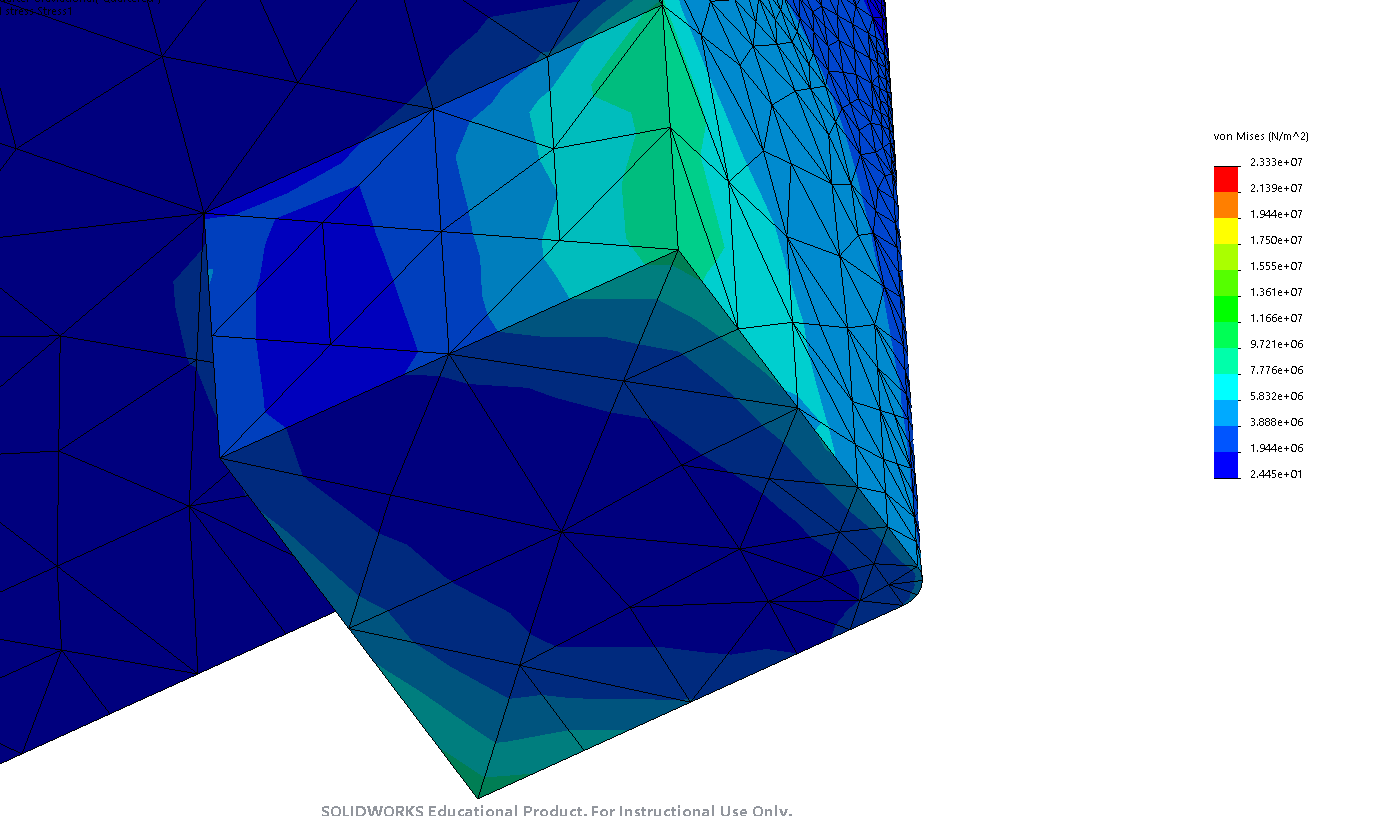 von Mises (N/m^2)
2.333e+07
2.139e+07
1.944e+07
1.750e+07
1.555e+07
1.361e+07
1.166e+07
9.721e+06
7.776e+06
5.832e+06
3.888e+06
1.944e+06
2.445e+01
SOLIDWORKS Educational Product. For Instructional Use Only.